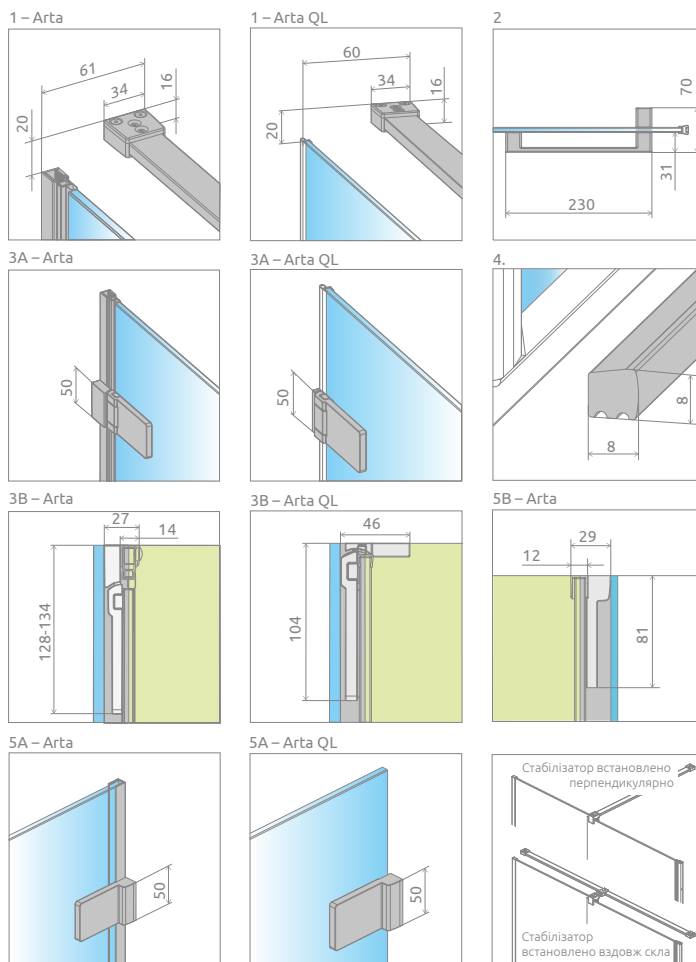 1 – Arta
61
34
16
20
1 – Arta QL
60
34
16
20
2
70
31
230
3A – Arta
50
3A – Arta QL
50
4.
8
8
3B – Arta
27
14
128-134
3B – Arta QL
46
104
5B – Arta
29
12
81
5A – Arta
50
5A – Arta QL
50
Стабілізатор встановлено
перпендикулярно
Стабілізатор
встановлено вздовж скла